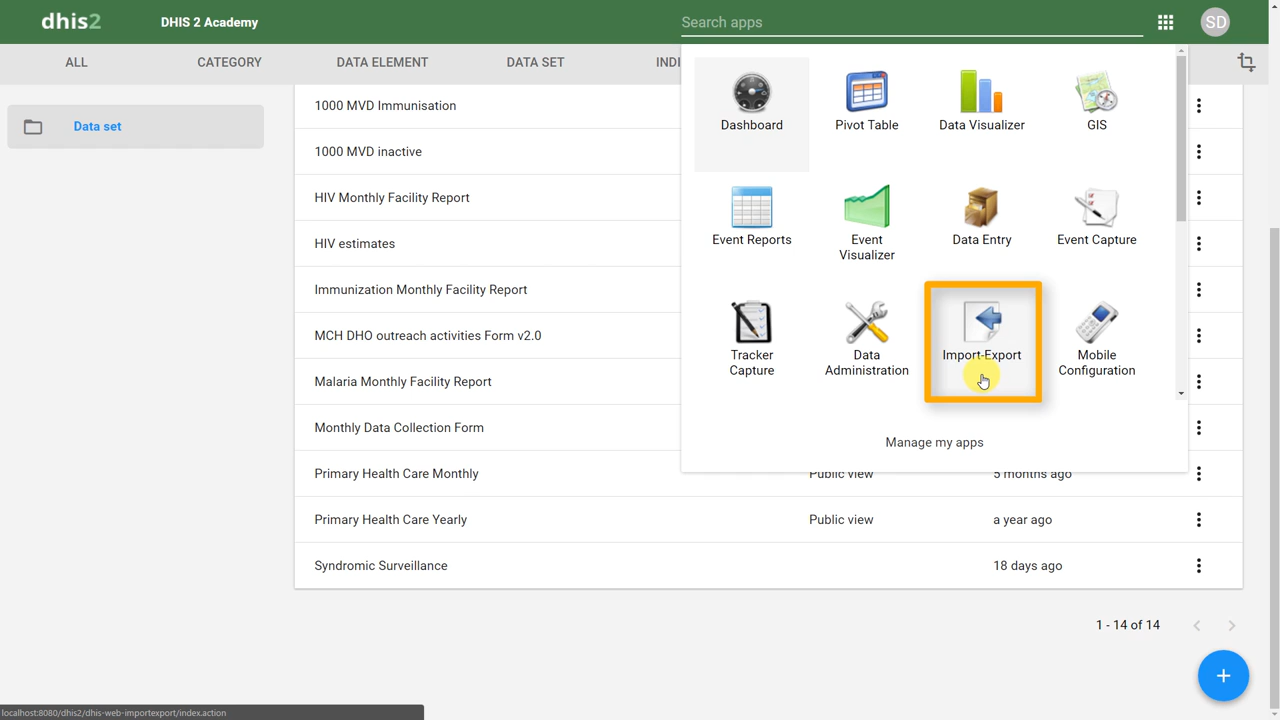 dhis2
DHIS 2 Academy
Search apps
SD
ALL
CATEGORY
DATA ELEMENT
DATA SET
INDI
Data set
1000 MVD Immunisation
1000 MVD inactive
HIV Monthly Facility Report
HIV estimates
Immunization Monthly Facility Report
MCH DHO outreach activities Form v2.0
Malaria Monthly Facility Report
Monthly Data Collection Form
Primary Health Care Monthly
Public view
5 months ago
Primary Health Care Yearly
Public view
a year ago
Syndromic Surveillance
18 days ago
Dashboard
Pivot Table
Data Visualizer
GIS
Event Reports
Event
Visualizer
Data Entry
Event Capture
Tracker
Capture
Data
Administration
Import-Export
Mobile
Configuration
Manage my apps
1 - 14 of 14
localhost:8080/dhis2/dhis-web-importexport/index.action